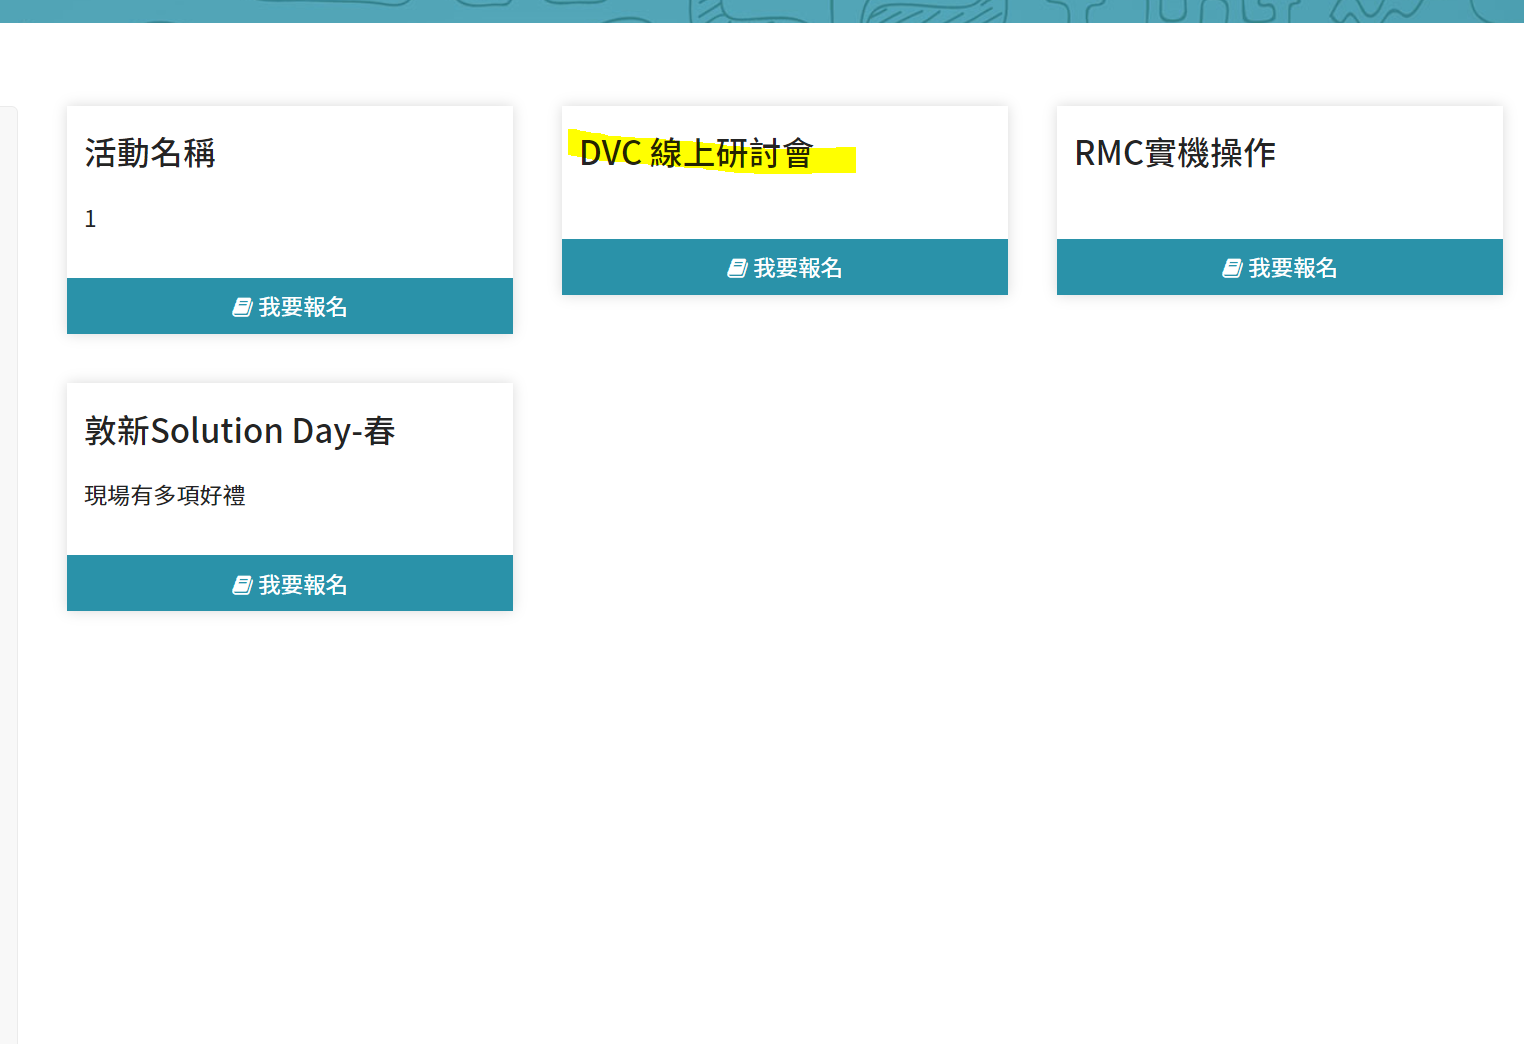 活動名稱
1
我要報名
DVC 線上研討會
我要報名
RMC實機操作
我要報名
敦新Solution Day-春
現場有多項好禮
我要報名